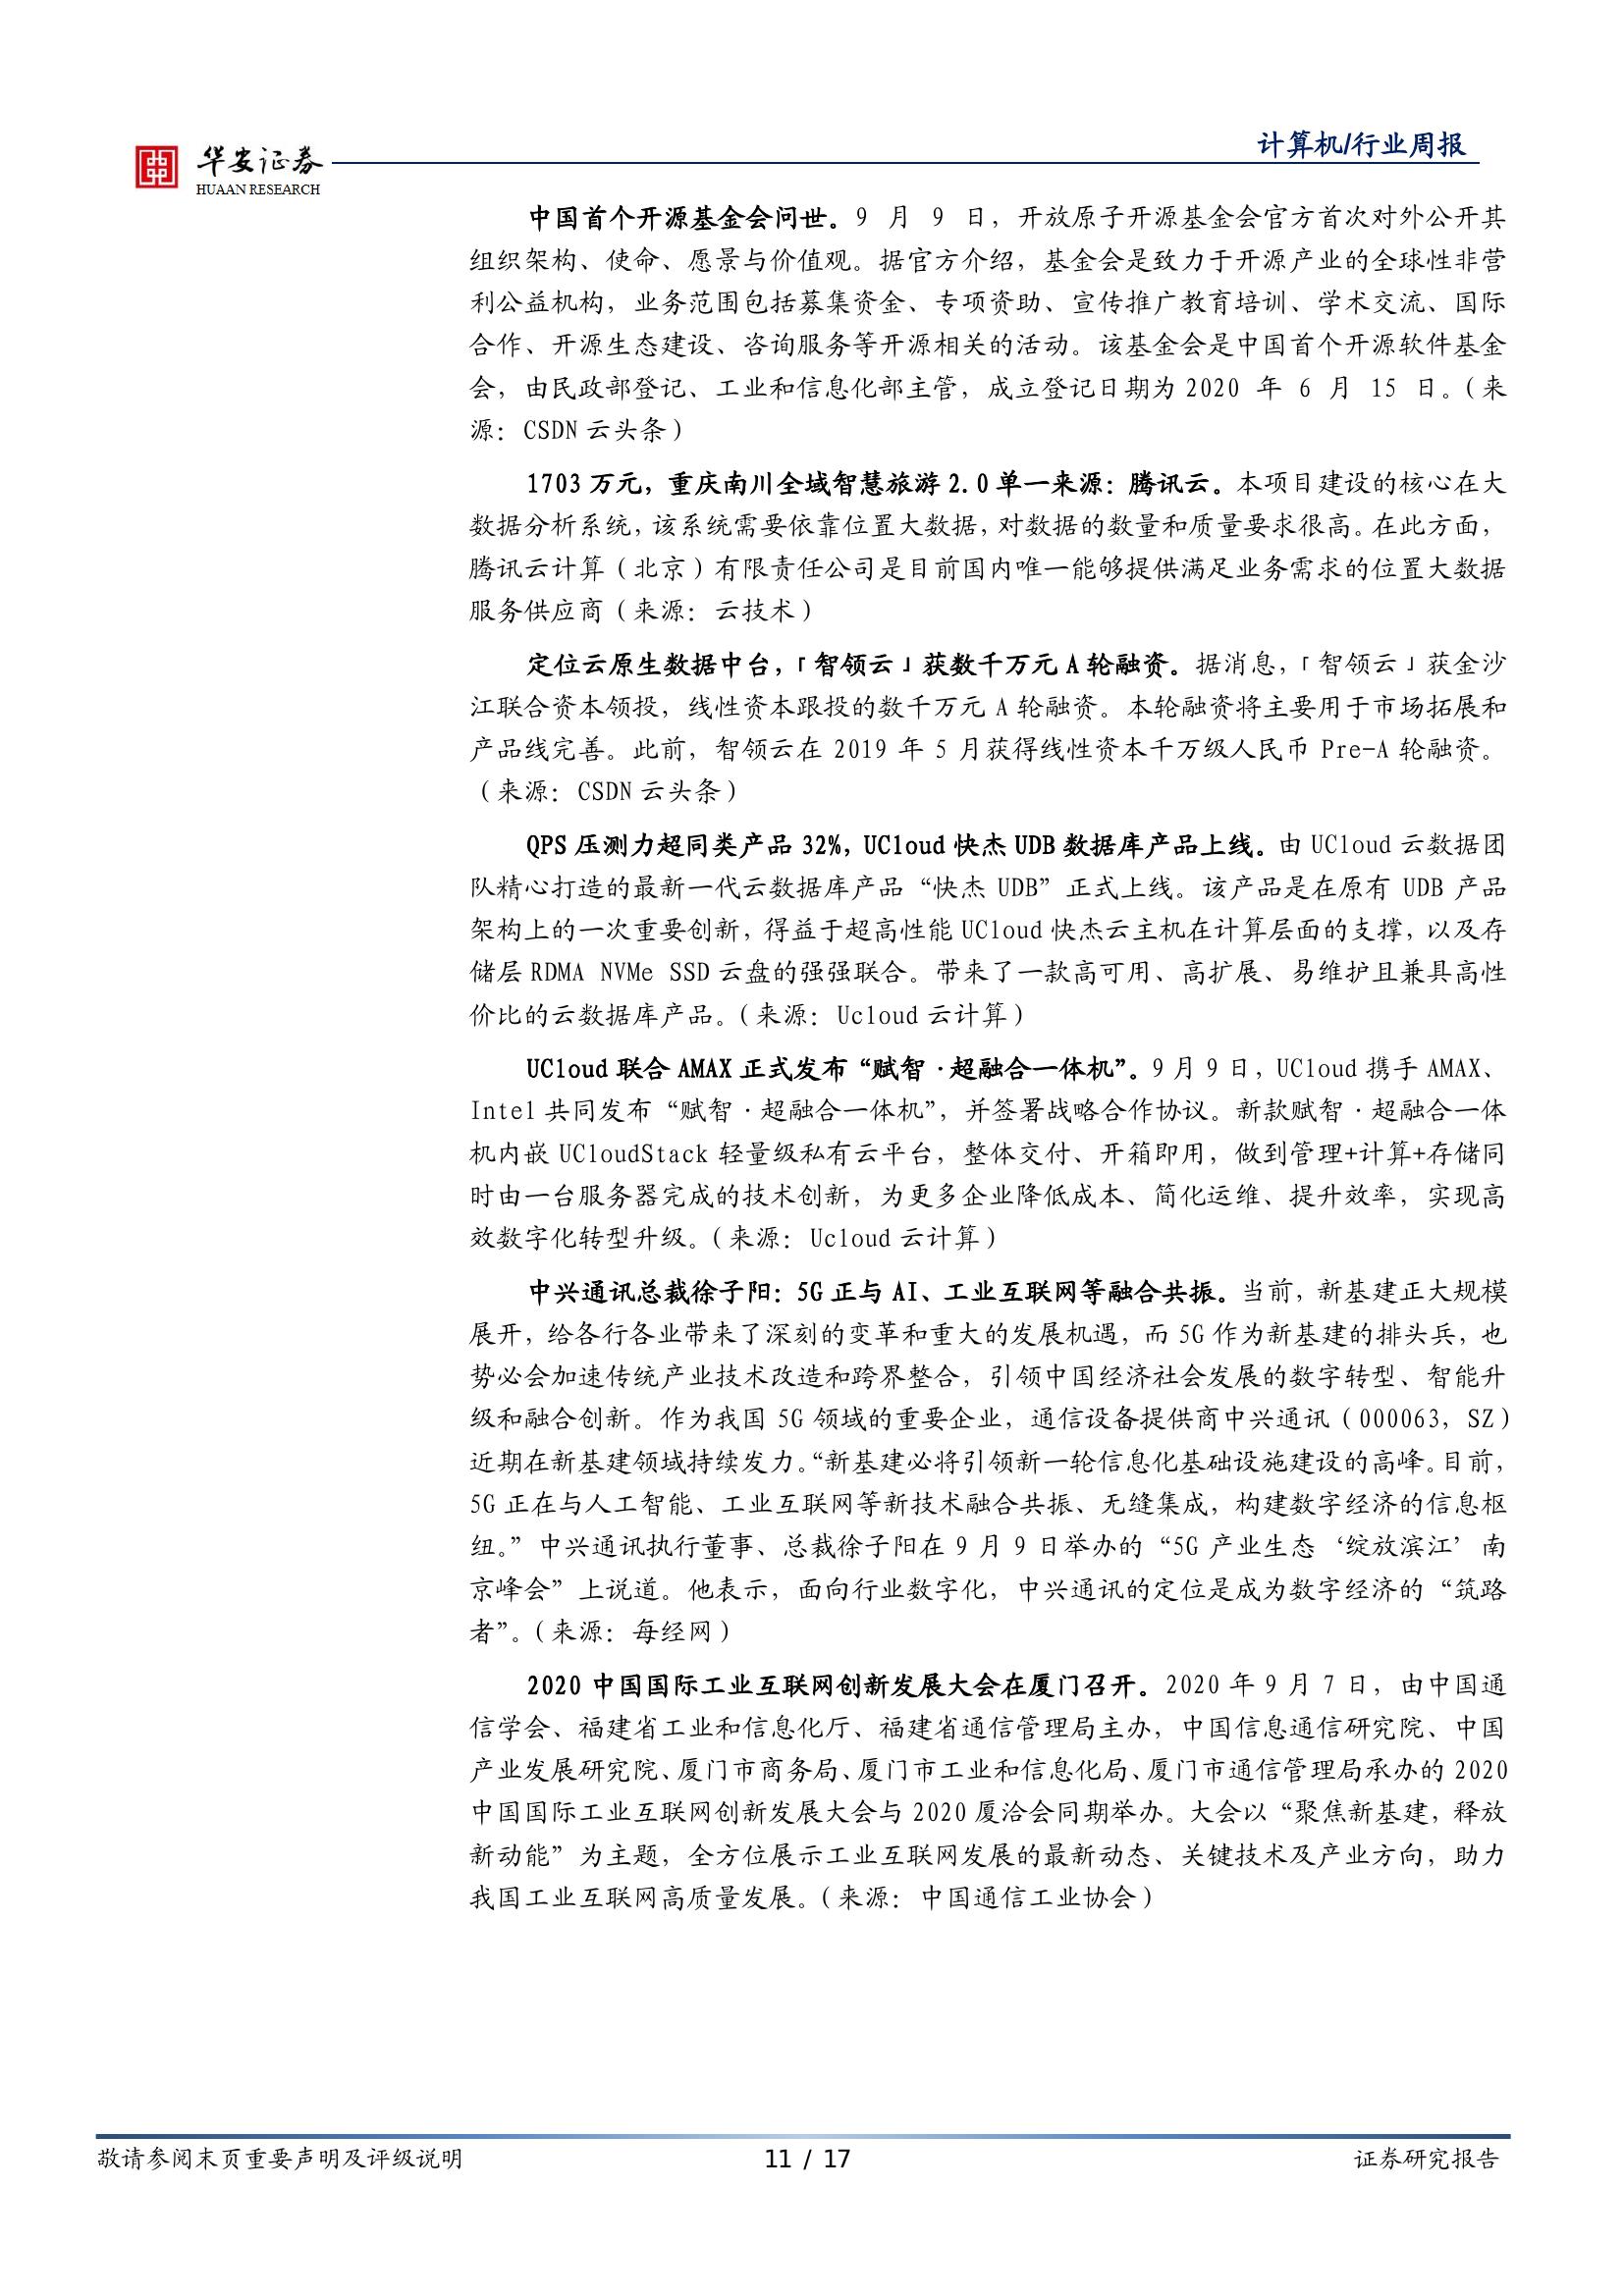 华安证券
HUAAN RESEARCH
计算机/行业周报
中国首个开源基金会问世。9 月 9 日，开放原子开源基金会官方首次对外公开其
组织架构、使命、愿景与价值观。据官方介绍，基金会是致力于开源产业的全球性非营
利公益机构，业务范围包括募集资金、专项资助、宣传推广教育培训、学术交流、国际
合作、开源生态建设、咨询服务等开源相关的活动。该基金会是中国首个开源软件基金
会，由民政部登记、工业和信息化部主管，成立登记日期为 2020 年 6 月 15 日。（来
源：CSDN 云头条）
1703 万元，重庆南川全域智慧旅游 2.0 单一来源：腾讯云。本项目建设的核心在大
数据分析系统，该系统需要依靠位置大数据，对数据的数量和质量要求很高。在此方面，
腾讯云计算（北京）有限责任公司是目前国内唯一能够提供满足业务需求的位置大数据
服务供应商（来源：云技术）
定位云原生数据中台，「智领云」获数千万元 A 轮融资。据消息，「智领云」获金沙
江联合资本领投，线性资本跟投的数千万元 A 轮融资。本轮融资将主要用于市场拓展和
产品线完善。此前，智领云在 2019 年 5 月获得线性资本千万级人民币 Pre-A 轮融资。
（来源：CSDN 云头条）
QPS 压测力超同类产品 32%，UCloud 快杰 UDB 数据库产品上线。由 UCloud 云数据团
队精心打造的最新一代云数据库产品“快杰 UDB”正式上线。该产品是在原有 UDB 产品
架构上的一次重要创新，得益于超高性能 UCloud 快杰云主机在计算层面的支撑，以及存
储层 RDMA NVMe SSD 云盘的强强联合。带来了一款高可用、高扩展、易维护且兼具高性
价比的云数据库产品。（来源：Ucloud 云计算）
UCloud 联合 AMAX 正式发布“赋智·超融合一体机”。9 月 9 日，UCloud 携手 AMAX、
Intel 共同发布“赋智·超融合一体机”，并签署战略合作协议。新款赋智·超融合一体
机内嵌 UCloudStack 轻量级私有云平台，整体交付、开箱即用，做到管理+计算+存储同
时由一台服务器完成的技术创新，为更多企业降低成本、简化运维、提升效率，实现高
效数字化转型升级。（来源：Ucloud 云计算）
中兴通讯总裁徐子阳：5G 正与 AI、工业互联网等融合共振。当前，新基建正大规模
展开，给各行各业带来了深刻的变革和重大的发展机遇，而 5G 作为新基建的排头兵，也
势必会加速传统产业技术改造和跨界整合，引领中国经济社会发展的数字转型、智能升
级和融合创新。作为我国 5G 领域的重要企业，通信设备提供商中兴通讯（000063，SZ）
近期在新基建领域持续发力。“新基建必将引领新一轮信息化基础设施建设的高峰。目前，
5G 正在与人工智能、工业互联网等新技术融合共振、无缝集成，构建数字经济的信息枢
纽。”中兴通讯执行董事、总裁徐子阳在 9 月 9 日举办的“5G 产业生态‘绽放滨江’南
京峰会”上说道。他表示，面向行业数字化，中兴通讯的定位是成为数字经济的“筑路
者”。（来源：每经网）
2020 中国国际工业互联网创新发展大会在厦门召开。2020 年 9 月 7 日，由中国通
信学会、福建省工业和信息化厅、福建省通信管理局主办，中国信息通信研究院、中国
产业发展研究院、厦门市商务局、厦门市工业和信息化局、厦门市通信管理局承办的 2020
中国国际工业互联网创新发展大会与 2020 厦洽会同期举办。大会以“聚焦新基建，释放
新动能”为主题，全方位展示工业互联网发展的最新动态、关键技术及产业方向，助力
我国工业互联网高质量发展。（来源：中国通信工业协会）
敬请参阅末页重要声明及评级说明
11 / 17
证券研究报告